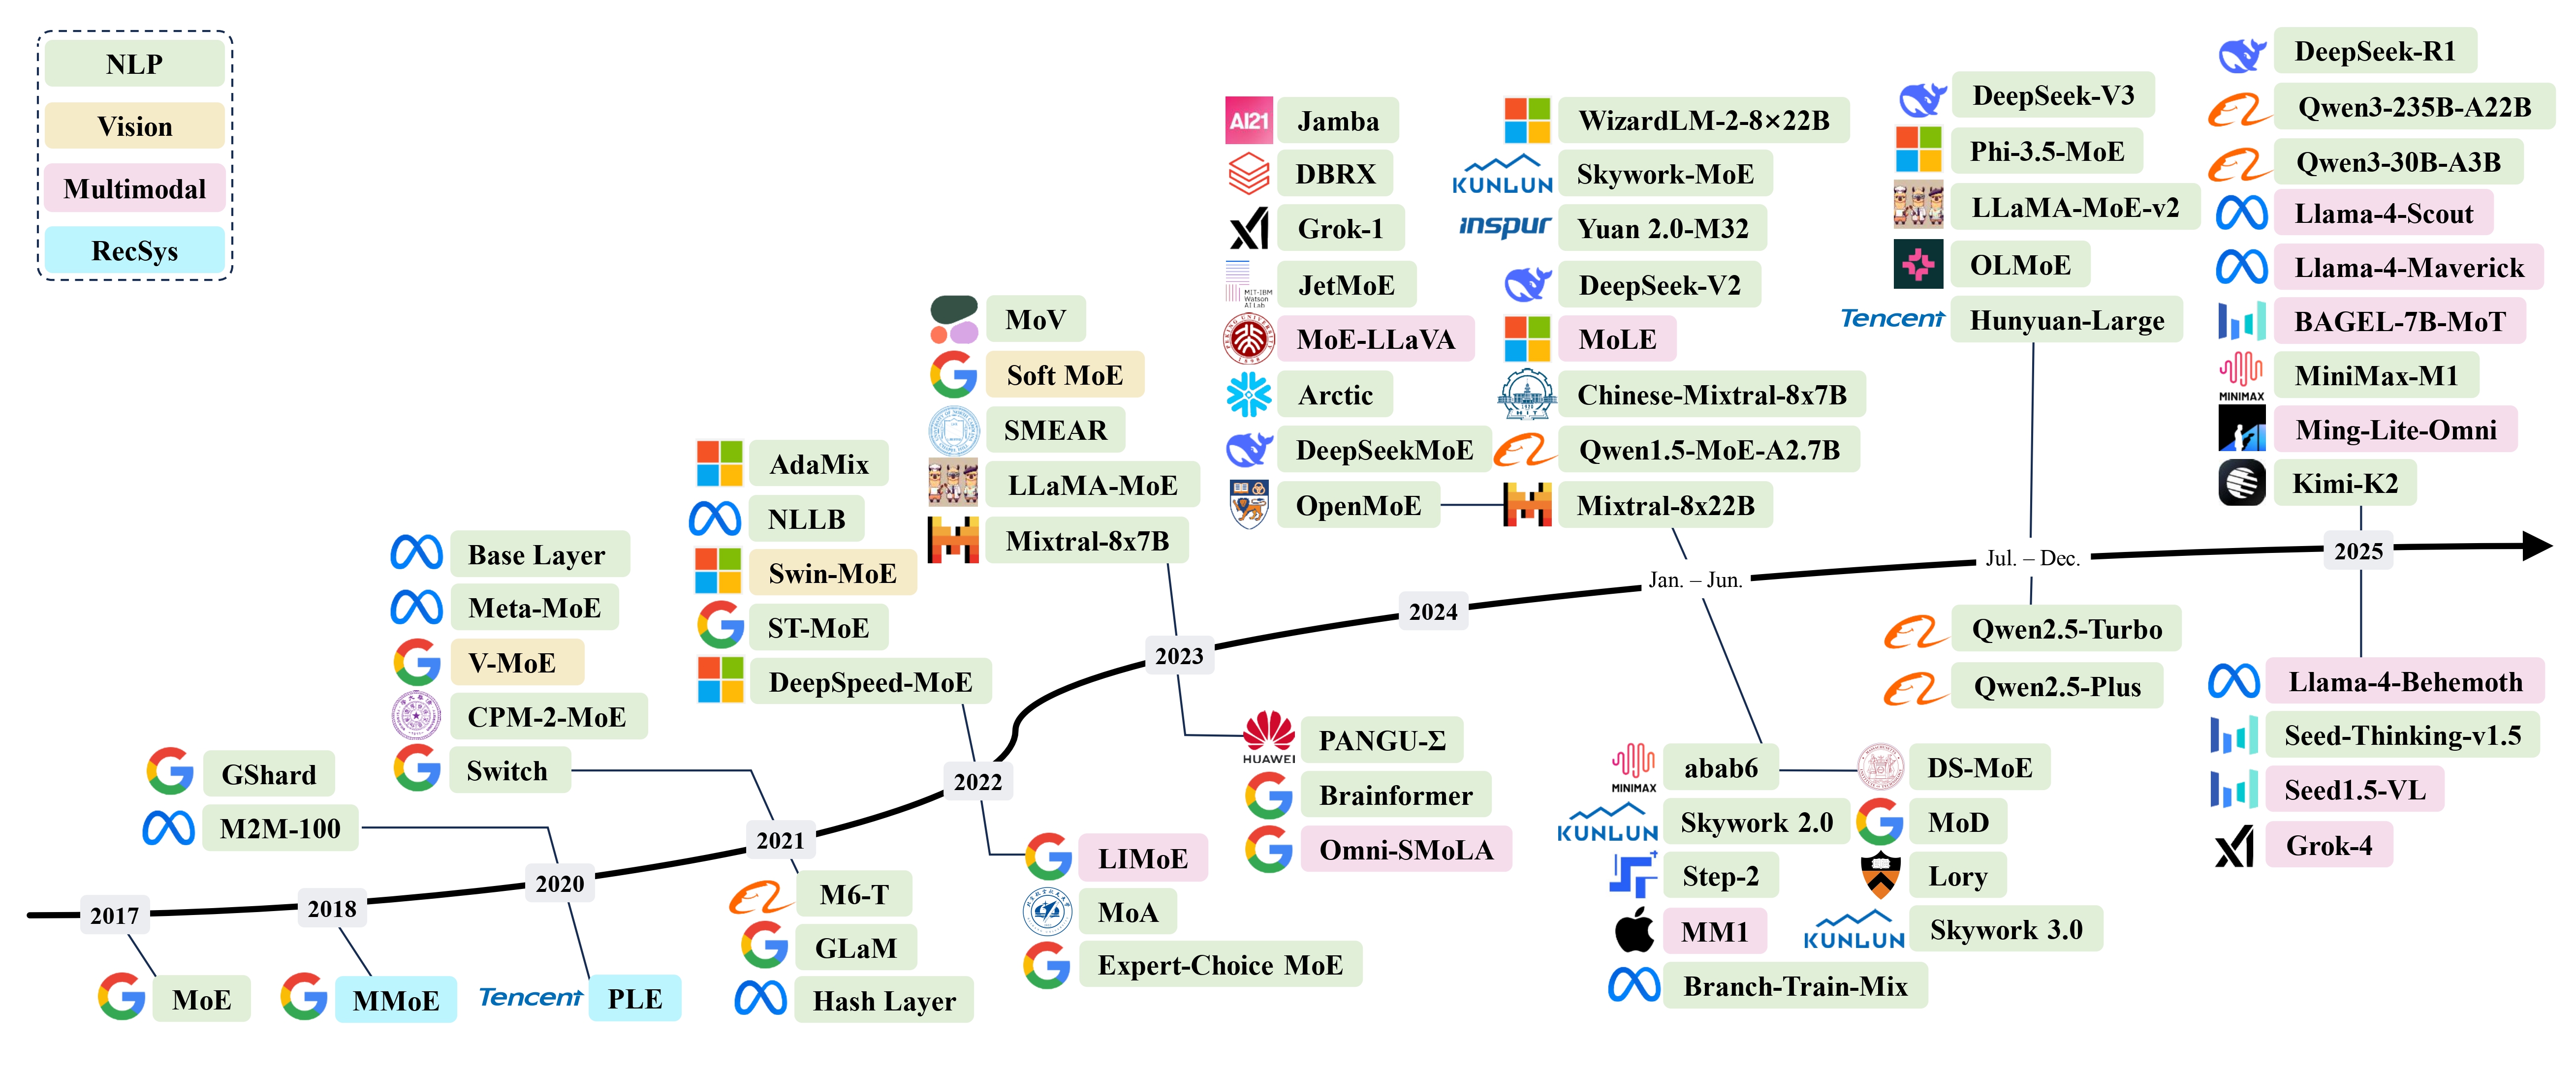 NLP
Vision
Multimodal
RecSys
GShard
M2M-100
Base Layer
Meta-MoE
V-MoE
CPM-2-MoE
Switch
AdaMix
NLLB
Swin-MoE
ST-MoE
DeepSpeed-MoE
MoV
Soft MoE
SMEAR
LLaMA-MoE
Mixtral-8x7B
AI21 Jamba
DBRX
Grok-1
MIT-IBM
Watson
AI Lab
JetMoE
MoE-LLaVA
Arctic
DeepSeekMoE
OpenMoE
WizardLM-2-8×22B
KUNLUN Skywork-MoE
inspur Yuan 2.0-M32
DeepSeek-V2
MoLE
Chinese-Mixtral-8x7B
Qwen1.5-MoE-A2.7B
Mixtral-8x22B
DeepSeek-V3
Phi-3.5-MoE
LLaMA-MoE-v2
OLMoE
Tencent Hunyuan-Large
DeepSeek-R1
Qwen3-235B-A22B
Qwen3-30B-A3B
Llama-4-Scout
Llama-4-Maverick
BAGEL-7B-MoT
MiniMax-M1
MINIMAX
Ming-Lite-Omni
Kimi-K2
2017
2018
2020
2021
2022
2023
2024
Jan. – Jun.
Jul. – Dec.
2025
MoE
MMoE
Tencent PLE
M6-T
GLaM
Hash Layer
LIMoE
MoA
Expert-Choice MoE
PANGU-Σ
HUAWEI
Brainformer
Omni-SMoLA
abab6
MINIMAX
KUNLUN Skywork 2.0
Step-2
MM1
Branch-Train-Mix
DS-MoE
MoD
Lory
KUNLUN Skywork 3.0
Qwen2.5-Turbo
Qwen2.5-Plus
Llama-4-Behemoth
Seed-Thinking-v1.5
Seed1.5-VL
Grok-4